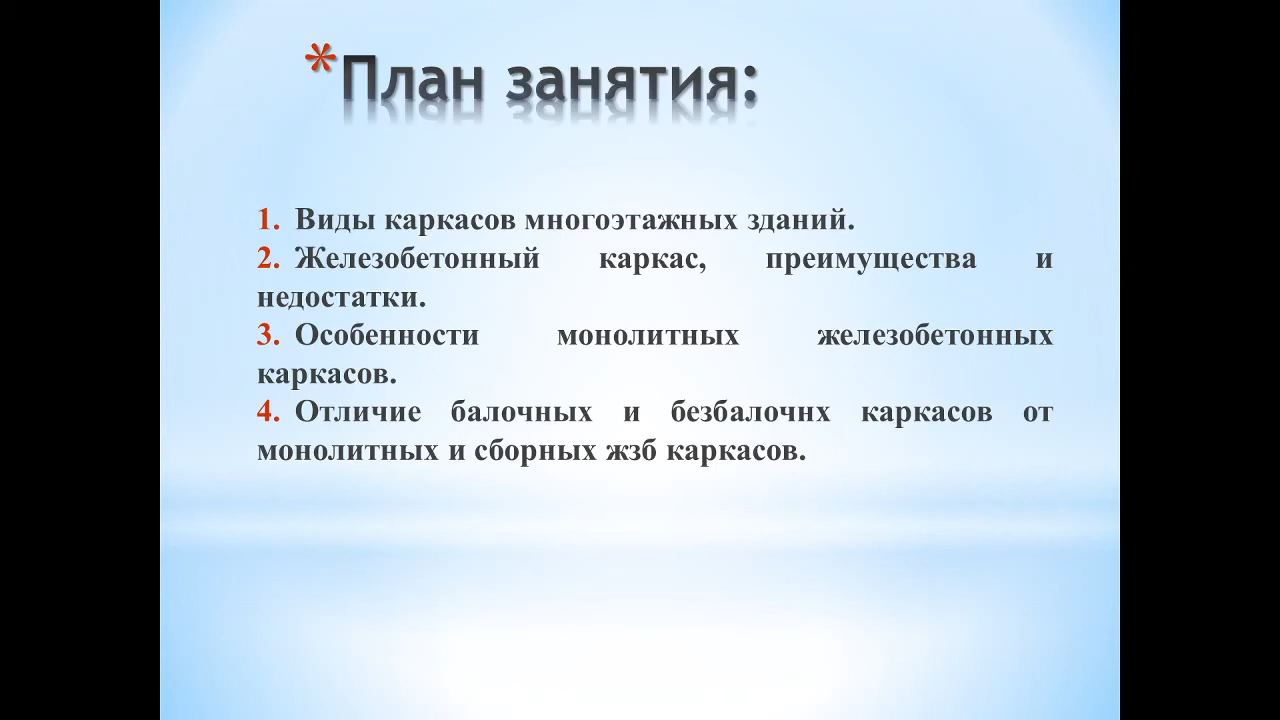 *План занятия:
1. Виды каркасов многоэтажных зданий.
2. Железобетонный каркас, преимущества и
недостатки.
3. Особенности монолитных железобетонных
каркасов.
4. Отличие балочных и безбалочнх каркасов от
монолитных и сборных жзб каркасов.